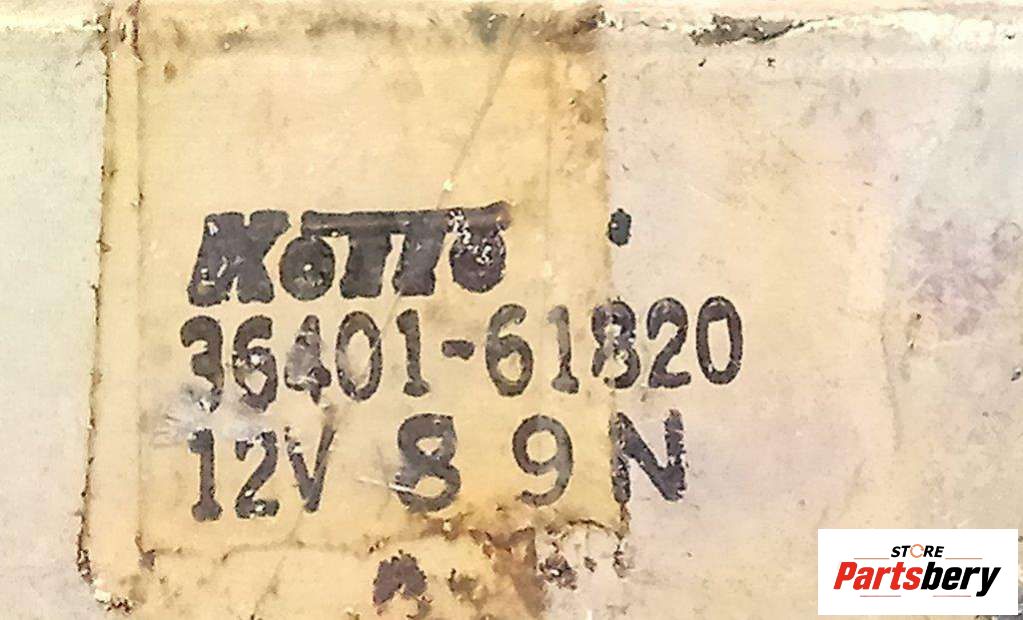 KOITO
36401-61820
12V 8 9 N
STORE
Partsbery